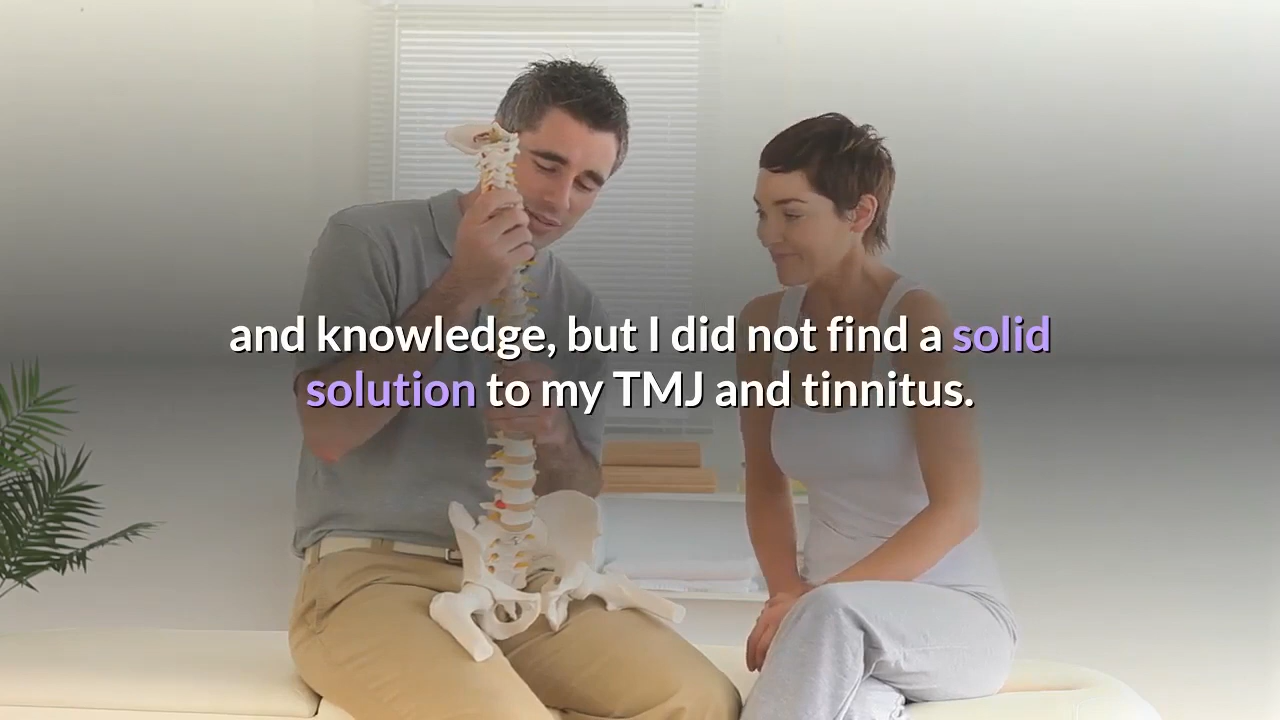 and knowledge, but I did not find a solid
solution to my TMJ and tinnitus.